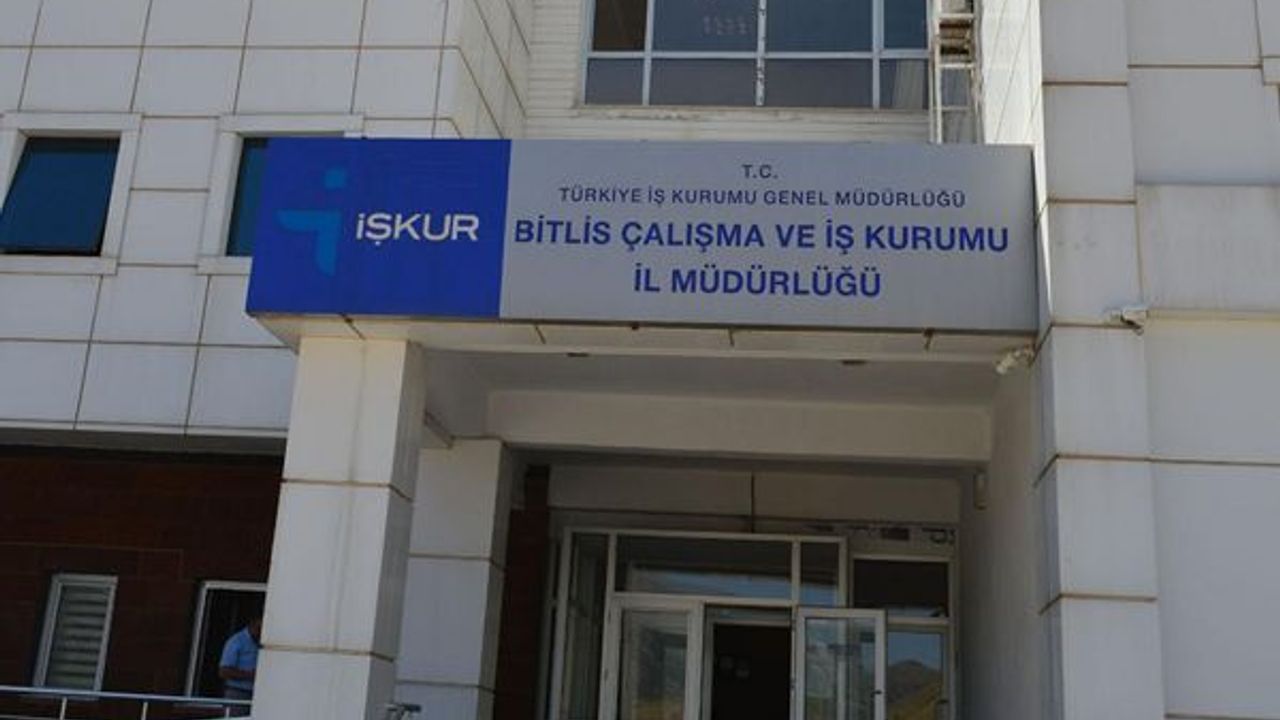 İŞKUR
T.C.
TÜRKİYE İŞ KURUMU GENEL MÜDÜRLÜĞÜ
BİTLİS ÇALIŞMA VE İŞ KURUMU
İL MÜDÜRLÜĞÜ